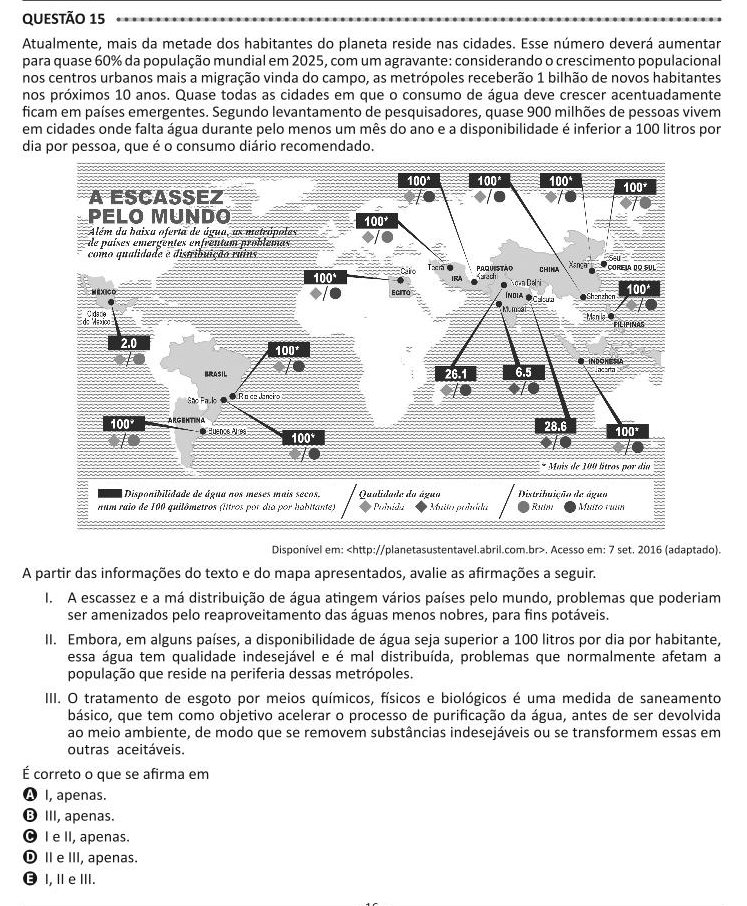 QUESTÃO 15
Atualmente, mais da metade dos habitantes do planeta reside nas cidades. Esse número deverá aumentar
para quase 60% da população mundial em 2025, com um agravante: considerando o crescimento populacional
nos centros urbanos mais a migração vinda do campo, as metrópoles receberão 1 bilhão de novos habitantes
nos próximos 10 anos. Quase todas as cidades em que o consumo de água deve crescer acentuadamente
ficam em países emergentes. Segundo levantamento de pesquisadores, quase 900 milhões de pessoas vivem
em cidades onde falta água durante pelo menos um mês do ano e a disponibilidade é inferior a 100 litros por
dia por pessoa, que é o consumo diário recomendado.
A ESCASSEZ
PELO MUNDO
Além da baixa oferta de água, as metrópoles
de países emergentes enfrentam problemas
como qualidade e distribuição ruins
100*
100*
100*
100*
100*
100*
Cairo
EGITO
Teerã
IRÃ
PAQUISTÃO
Karachi
Nova Délhi
ÍNDIA
Calcutá
Mumbai
CHINA
Xangai
Seul
COREIA DO SUL
Shenzhen
100*
Manila
FILIPINAS
INDONÉSIA
Jacarta
MÉXICO
Cidade
do México
2.0
100*
BRASIL
São Paulo
Rio de Janeiro
26.1
6.5
100*
ARGENTINA
Buenos Aires
100*
28.6
100*
* Mais de 100 litros por dia
Disponibilidade de água nos meses mais secos,
num raio de 100 quilômetros (litros por dia por habitante)
Qualidade da água
Poluída Muito poluída
Distribuição de água
Ruim Muito ruim
Disponível em: <http://planetasustentavel.abril.com.br>. Acesso em: 7 set. 2016 (adaptado).
A partir das informações do texto e do mapa apresentados, avalie as afirmações a seguir.
I. A escassez e a má distribuição de água atingem vários países pelo mundo, problemas que poderiam
ser amenizados pelo reaproveitamento das águas menos nobres, para fins potáveis.
II. Embora, em alguns países, a disponibilidade de água seja superior a 100 litros por dia por habitante,
essa água tem qualidade indesejável e é mal distribuída, problemas que normalmente afetam a
população que reside na periferia dessas metrópoles.
III. O tratamento de esgoto por meios químicos, físicos e biológicos é uma medida de saneamento
básico, que tem como objetivo acelerar o processo de purificação da água, antes de ser devolvida
ao meio ambiente, de modo que se removem substâncias indesejáveis ou se transformem essas em
outras aceitáveis.
É correto o que se afirma em
A I, apenas.
B III, apenas.
C I e II, apenas.
D II e III, apenas.
E I, II e III.